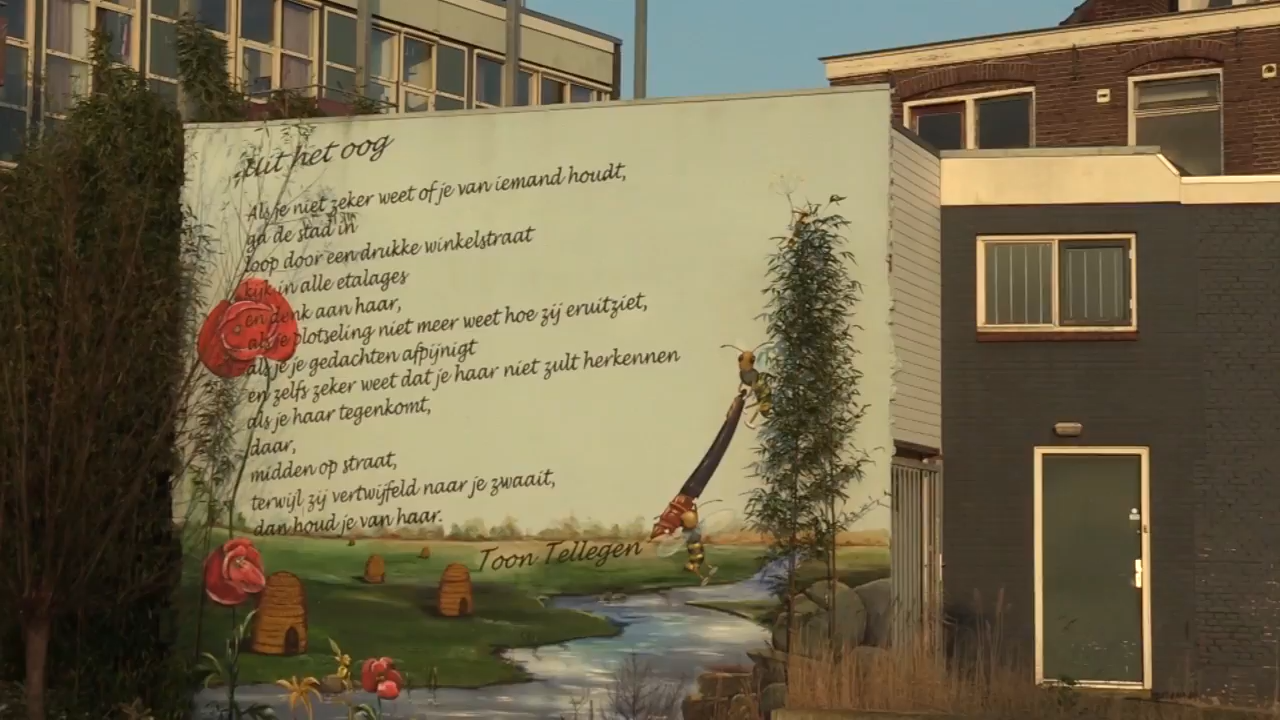 uit het oog
Als je niet zeker weet of je van iemand houdt,
ga de stad in
loop door een drukke winkelstraat
kijk in alle etalages
en denk aan haar,
als je plotseling niet meer weet hoe zij eruitziet,
als je je gedachten afpijnigt
en zelfs zeker weet dat je haar niet zult herkennen
als je haar tegenkomt,
daar,
midden op straat,
terwijl zij vertwijfeld naar je zwaait,
dan houd je van haar.
Toon Tellegen